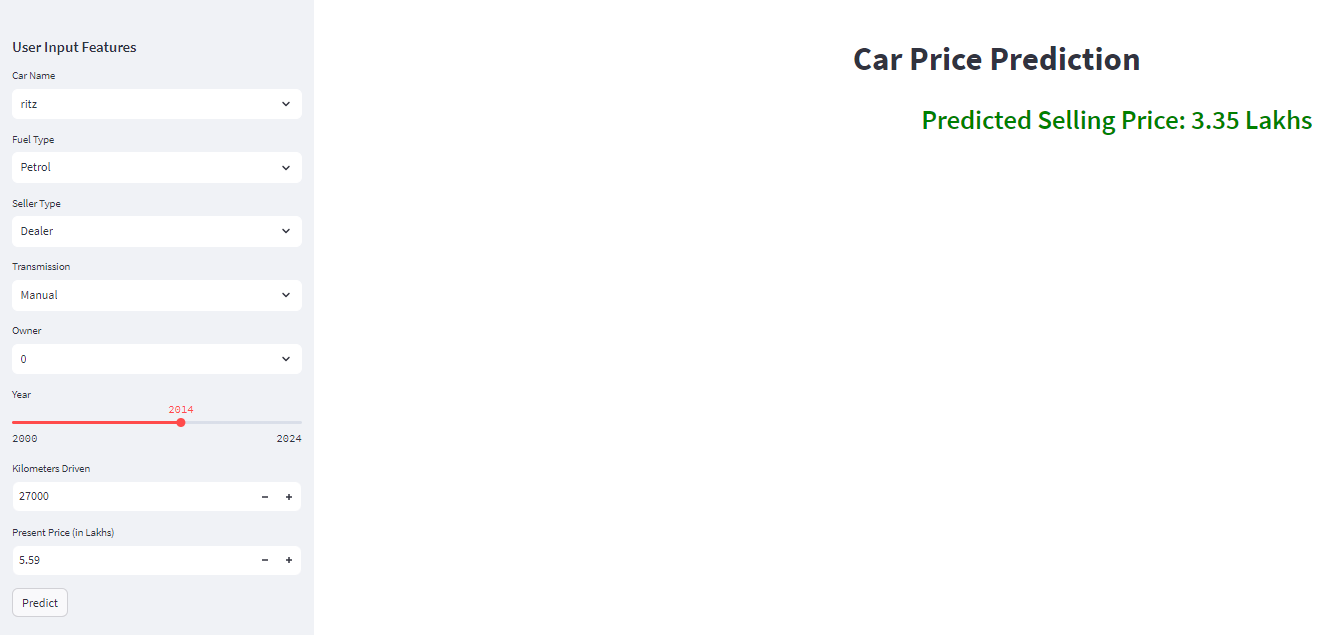 User Input Features
Car Name
ritz
Fuel Type
Petrol
Seller Type
Dealer
Transmission
Manual
Owner
0
Year
2014
2000 2024
Kilometers Driven
27000
Present Price (in Lakhs)
5.59
Predict
Car Price Prediction
Predicted Selling Price: 3.35 Lakhs